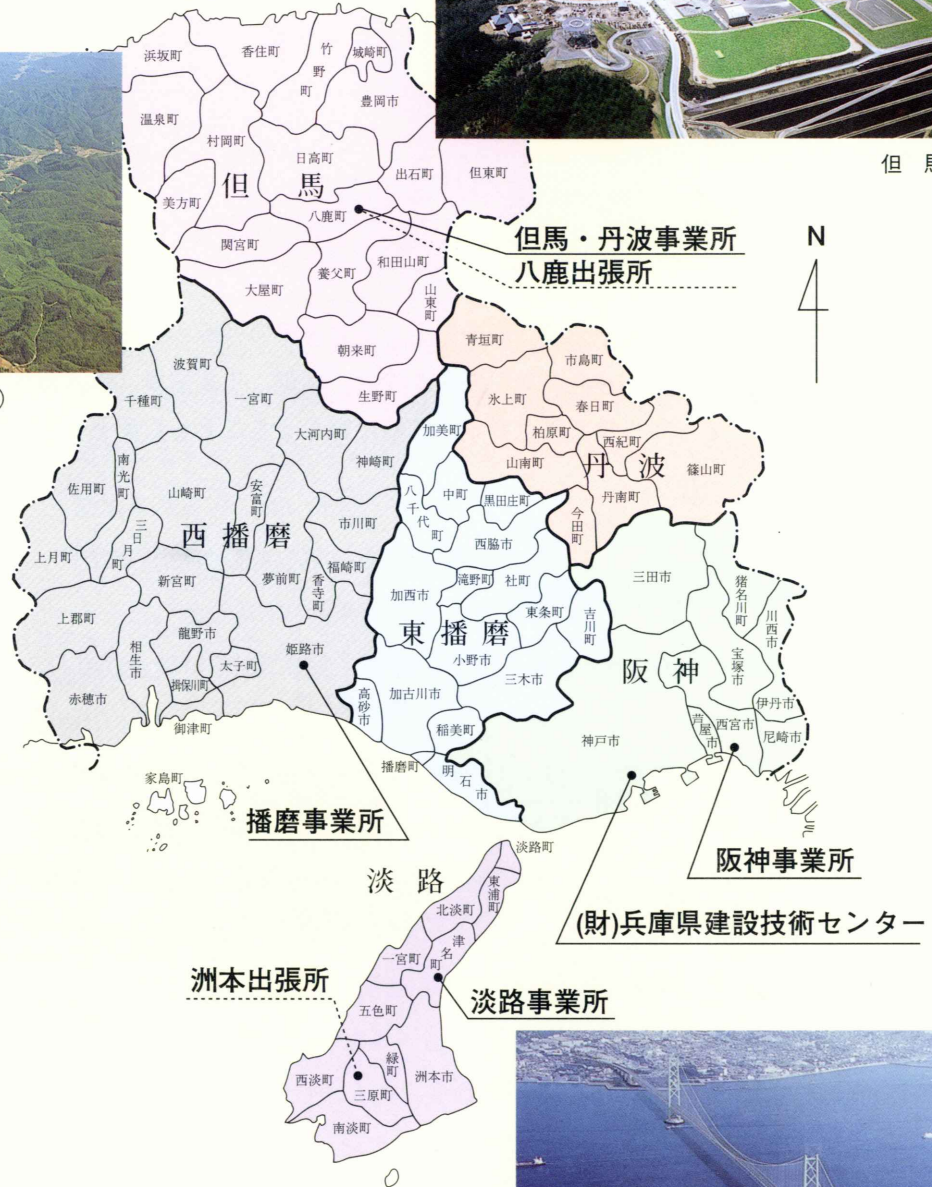 浜坂町
香住町
竹野町
城崎町
豊岡市
温泉町
村岡町
日高町
出石町
但東町
但馬
美方町
八鹿町
関宮町
養父町
和田山町
大屋町
山東町
朝来町
生野町
但馬・丹波事業所
八鹿出張所
但 馬
N
青垣町
市島町
氷上町
春日町
柏原町
西紀町
山南町
丹波
篠山町
丹南町
今田町
波賀町
千種町
一宮町
大河内町
神崎町
南光町
佐用町
山崎町
安富町
市川町
西播磨
三日月町
上月町
福崎町
新宮町
夢前町
香寺町
上郡町
龍野市
相生市
太子町
姫路市
揖保川町
赤穂市
御津町
家島町
播磨事業所
加美町
中町
八千代町
黒田庄町
西脇市
滝野町
社町
加西市
東条町
吉川町
東播磨
小野市
三木市
高砂市
加古川市
稲美町
播磨町
明石市
三田市
猪名川町
川西市
阪神
宝塚市
伊丹市
芦屋市
西宮市
尼崎市
神戸市
阪神事業所
(財)兵庫県建設技術センター
淡路
淡路町
東浦町
北淡町
津名町
一宮町
洲本出張所
淡路事業所
五色町
緑町
西淡町
三原町
洲本市
南淡町